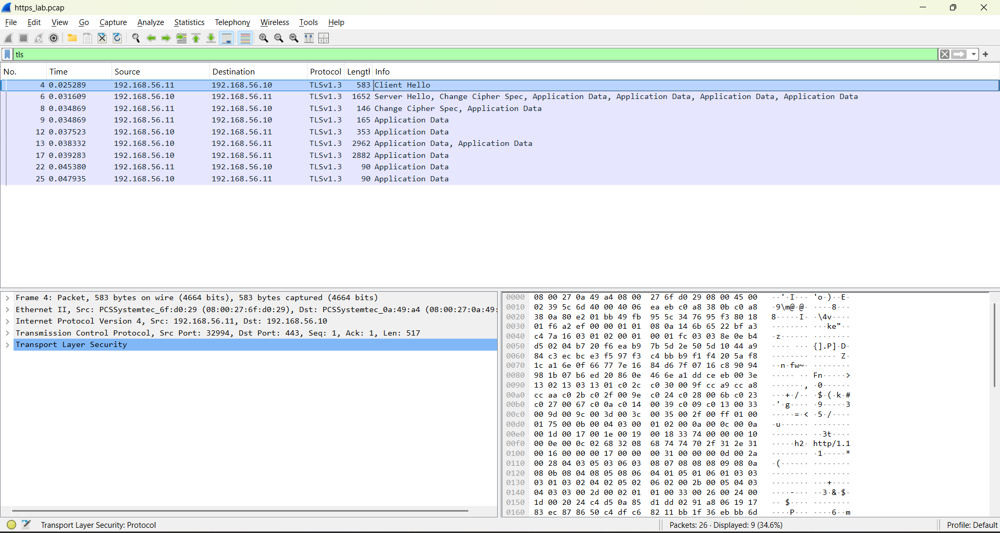 https_lab.pcap
File Edit View Go Capture Analyze Statistics Telephony Wireless Tools Help
tls
No. Time Source Destination Protocol Length Info
4 0.025289 192.168.56.11 192.168.56.10 TLSv1.3 583 Client Hello
6 0.031609 192.168.56.10 192.168.56.11 TLSv1.3 1652 Server Hello, Change Cipher Spec, Application Data, Application Data, Application Data, Application Data
8 0.034869 192.168.56.11 192.168.56.10 TLSv1.3 146 Change Cipher Spec, Application Data
9 0.034869 192.168.56.11 192.168.56.10 TLSv1.3 165 Application Data
12 0.037523 192.168.56.10 192.168.56.11 TLSv1.3 353 Application Data
13 0.038332 192.168.56.10 192.168.56.11 TLSv1.3 2962 Application Data, Application Data
17 0.039283 192.168.56.10 192.168.56.11 TLSv1.3 2882 Application Data
22 0.045380 192.168.56.11 192.168.56.10 TLSv1.3 90 Application Data
25 0.047935 192.168.56.10 192.168.56.11 TLSv1.3 90 Application Data
Frame 4: Packet, 583 bytes on wire (4664 bits), 583 bytes captured (4664 bits)
Ethernet II, Src: PCSSystemtec_6f:d0:29 (08:00:27:6f:d0:29), Dst: PCSSystemtec_0a:49:a4 (08:00:27:0a:49:
Internet Protocol Version 4, Src: 192.168.56.11, Dst: 192.168.56.10
Transmission Control Protocol, Src Port: 32994, Dst Port: 443, Seq: 1, Ack: 1, Len: 517
Transport Layer Security
0000 08 00 27 0a 49 a4 08 00 27 6f d0 29 08 00 45 00 ··'·I··· 'o·)··E·
0010 02 39 5c 6d 40 00 40 06 ea eb c0 a8 38 0b c0 a8 ·9\m@·@· ····8···
0020 38 0a 80 e2 01 bb 49 fb 95 5c 34 76 95 f3 80 18 8·····I· ·\4v····
0030 01 f6 a2 ef 00 00 01 01 08 0a 14 6b 65 22 bf a3 ········ ···ke"··
0040 c4 7a 16 03 01 02 00 01 00 01 fc 03 03 8e 0e b4 ·z······ ········
0050 d5 02 04 b7 20 f6 ea b9 7b 5d 2e 50 5d 10 44 a9 ···· ··· {].P]·D·
0060 84 c3 ec bc e3 f5 97 f3 c4 bb b9 f1 f4 20 5a f8 ········ ····· Z·
0070 1c a1 6e 0f 66 77 7e 16 84 d6 7f 07 16 c8 90 94 ··n·fw~· ········
0080 98 1b 07 b6 ed 20 86 0e 46 6e a1 dd ce eb 00 3e ····· ·· Fn·····>
0090 13 02 13 03 13 01 c0 2c c0 30 00 9f cc a9 cc a8 ·······, ·0······
00a0 cc aa c0 2b c0 2f 00 9e c0 24 c0 28 00 6b c0 23 ···+·/·· ·$·(·k·#
00b0 c0 27 00 67 c0 0a c0 14 00 39 c0 09 c0 13 00 33 ·'·g···· ·9·····3
00c0 00 9d 00 9c 00 3d 00 3c 00 35 00 2f 00 ff 01 00 ·····=·< ·5·/····
00d0 01 75 00 0b 00 04 03 00 01 02 00 0a 00 0c 00 0a ·u······ ········
00e0 00 1d 00 17 00 1e 00 19 00 18 33 74 00 00 00 10 ········ ··3t····
00f0 00 0e 00 0c 02 68 32 08 68 74 74 70 2f 31 2e 31 ·····h2· http/1.1
0100 00 16 00 00 00 17 00 00 00 31 00 00 00 0d 00 2a ········ ·1·····*
0110 00 28 04 03 05 03 06 03 08 07 08 08 08 09 08 0a ·(······ ········
0120 08 0b 08 04 08 05 08 06 04 01 05 01 06 01 03 03 ········ ········
0130 03 01 03 02 04 02 05 02 06 02 00 2b 00 05 04 03 ········ ···+····
0140 04 03 03 00 2d 00 02 01 01 00 33 00 26 00 24 00 ····-··· ··3·&·$·
0150 1d 00 20 24 c4 d5 0a 85 d1 dd 02 91 a8 06 19 17 ·· $···· ········
0160 83 ec 87 86 50 c4 df c6 82 11 bb 1f 36 eb bb 6d ····P··· ····6··m
Transport Layer Security: Protocol
Packets: 26 · Displayed: 9 (34.6%)
Profile: Default